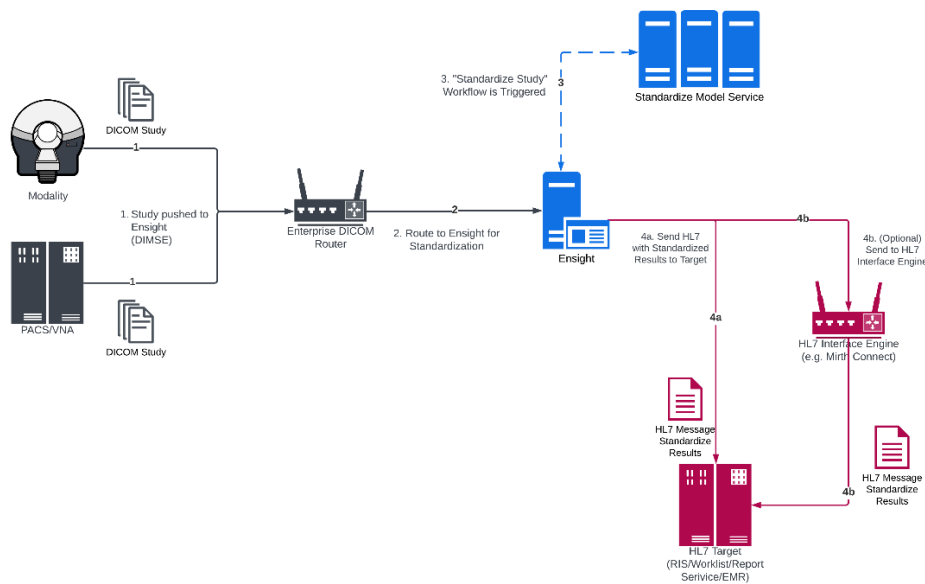 3. "Standardize Study"
Workflow is Triggered
3
Standardize Model Service
DICOM Study
1
Modality
1. Study pushed to
Ensight
(DIMSE)
Enterprise DICOM
Router
2
2. Route to Ensight for
Standardization
Ensight
4b
4a. Send HL7
with Standardized
Results to Target
4b. (Optional)
Send to HL7
Interface Engine
1
PACS/VNA
DICOM Study
4a
HL7 Interface Engine
(e.g. Mirth Connect)
HL7 Message
Standardize
Results
HL7 Message
Standardize
Results
4b
HL7 Target
(RIS/Worklist/Report
Serivice/EMR)